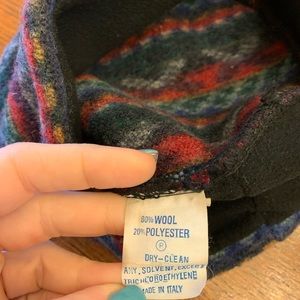 80% WOOL
20% POLYESTER
P
DRY-CLEAN
ANY, SOLVENT, EXCEPT
TRICHLOROETHYLENE
MADE IN ITALY